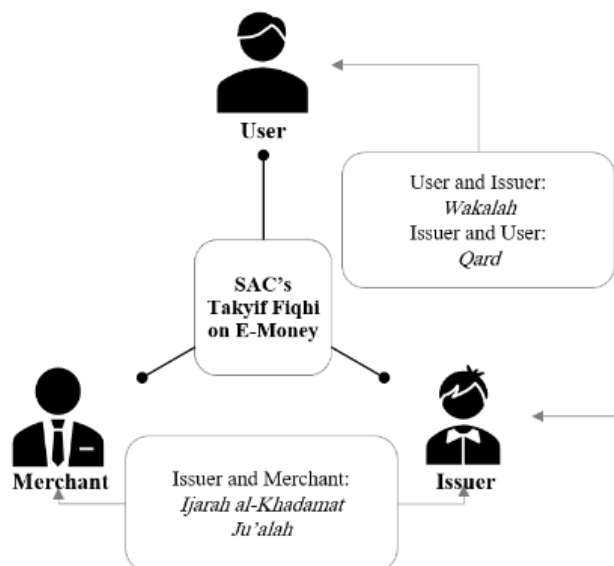 User
User and Issuer:
Wakalah
Issuer and User:
Qard
SAC's
Takyif Fiqhi
on E-Money
Merchant
Issuer and Merchant:
Ijarah al-Khadamat
Ju'alah
Issuer